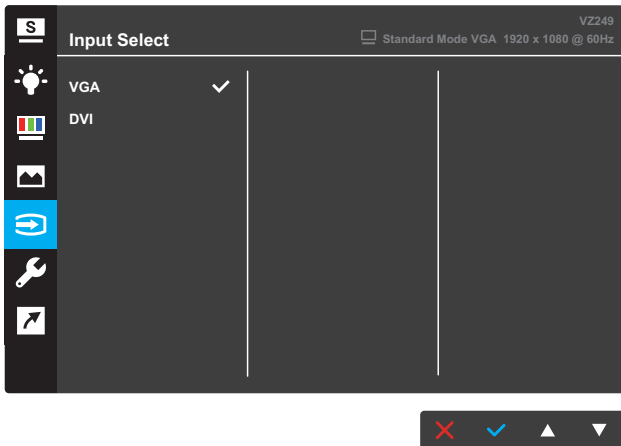 S
VZ249
Input Select
Standard Mode VGA 1920 x 1080 @ 60Hz
VGA
DVI